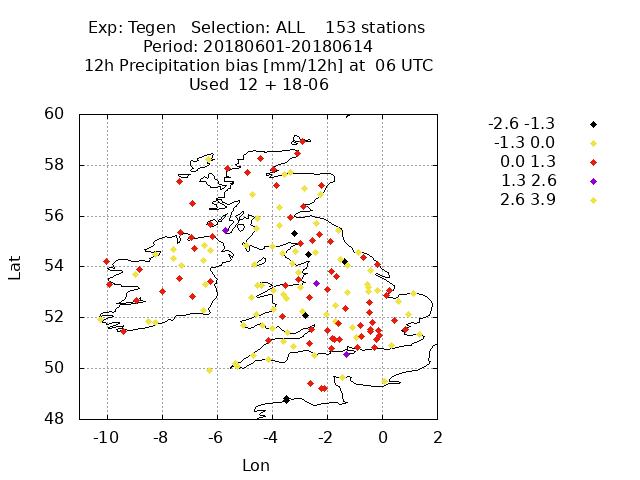 Exp: Tegen Selection: ALL 153 stations
Period: 20180601-20180614
12h Precipitation bias [mm/12h] at 06 UTC
Used 12 + 18-06
-2.6 -1.3
-1.3 0.0
0.0 1.3
1.3 2.6
2.6 3.9
60
58
56
54
52
50
48
Lat
-10 -8 -6 -4 -2 0 2
Lon